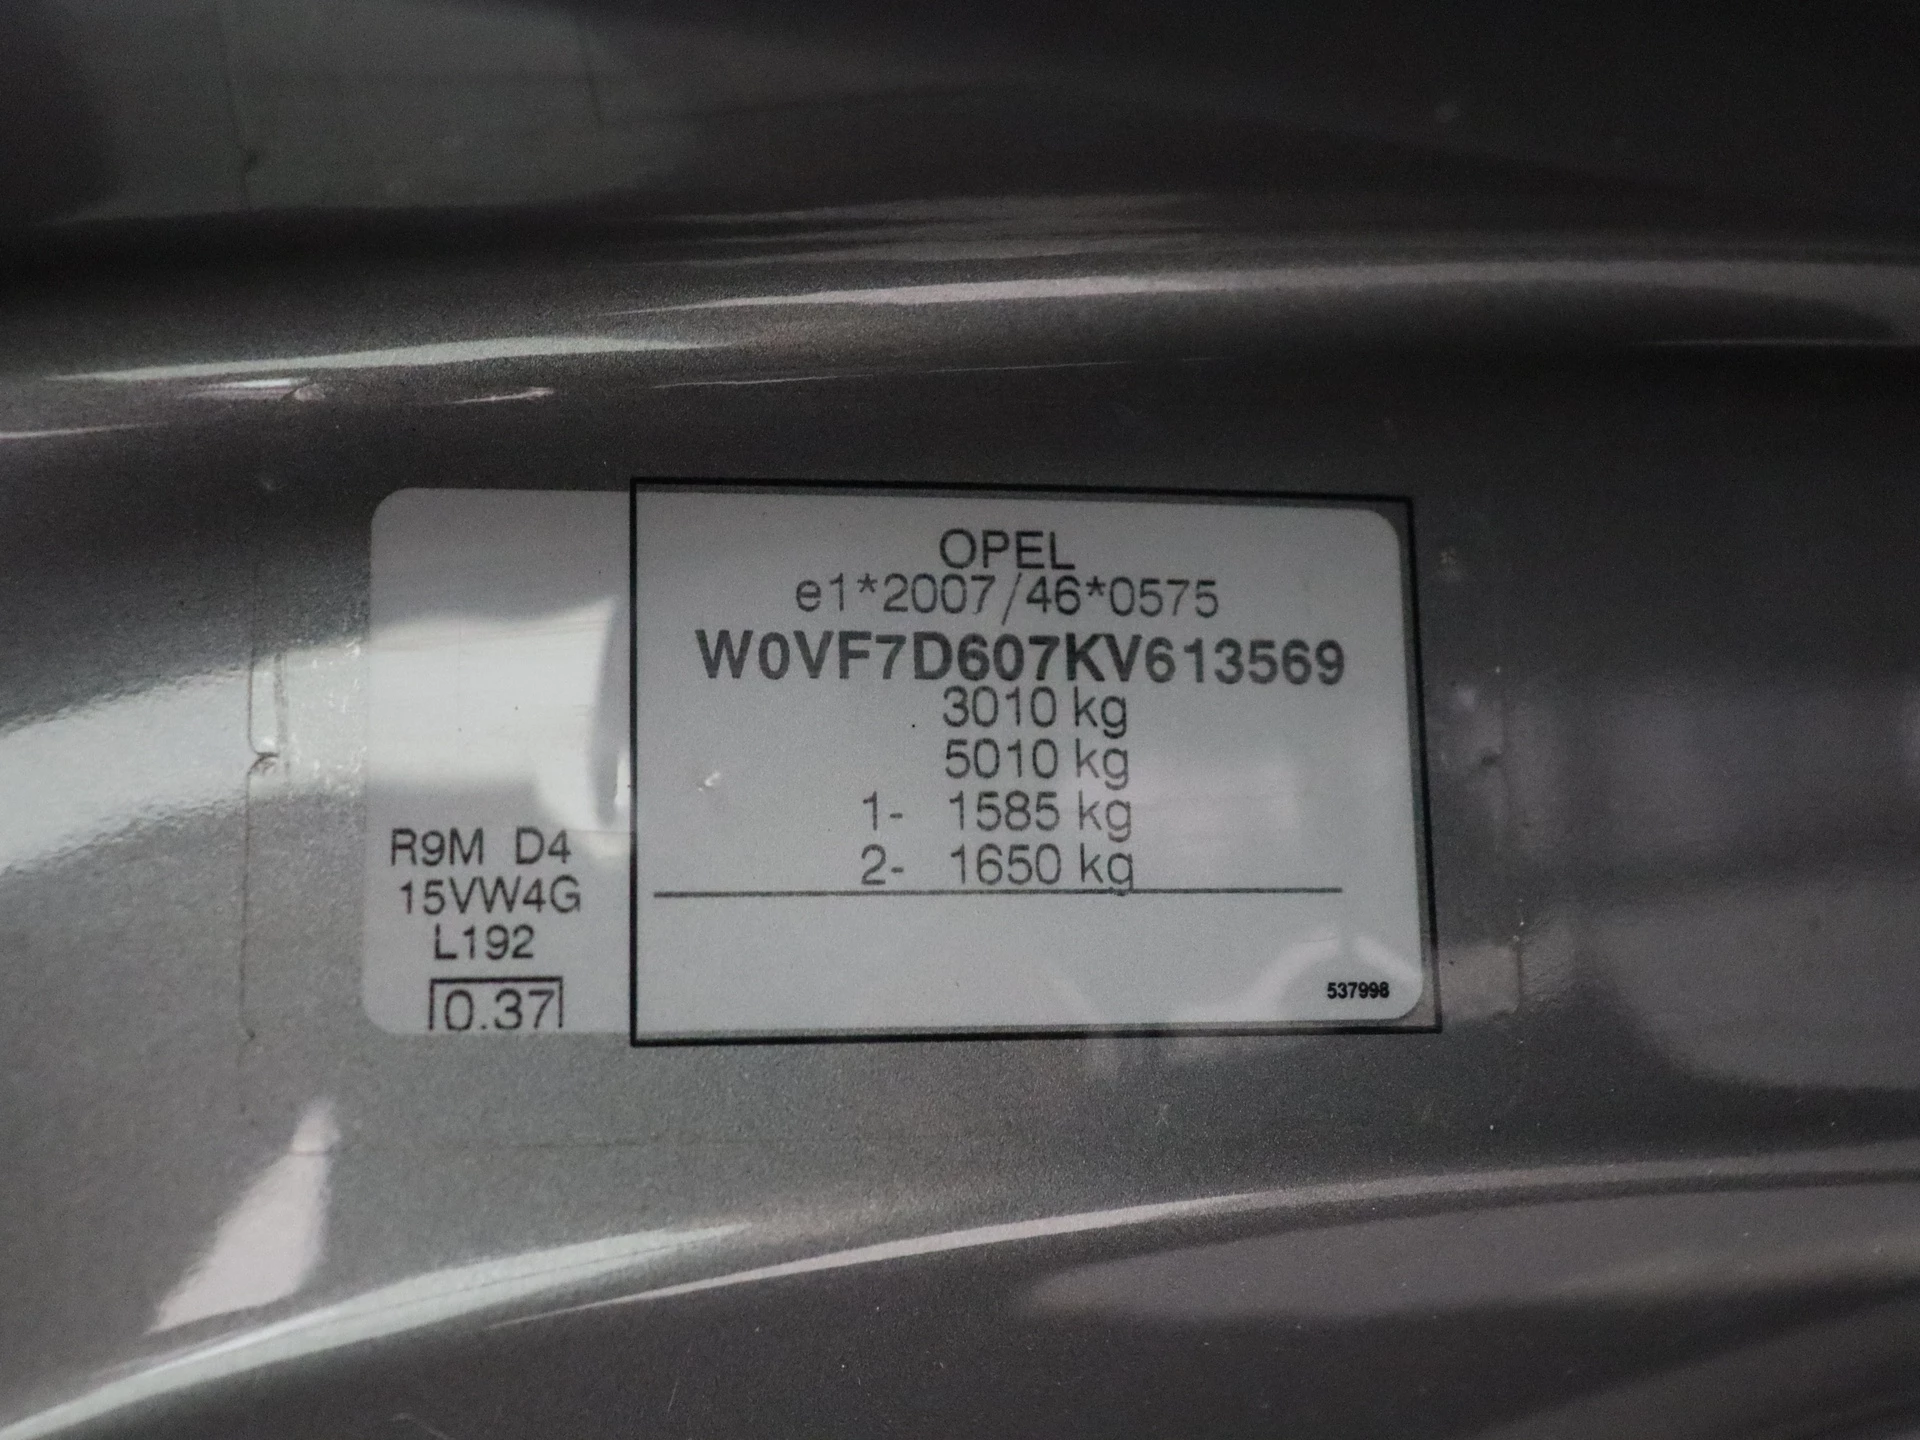 OPEL
e1*2007/46*0575
W0VF7D607KV613569
3010 kg
5010 kg
1- 1585 kg
2- 1650 kg
R9M D4
15VW4G
L192
0.37
537998